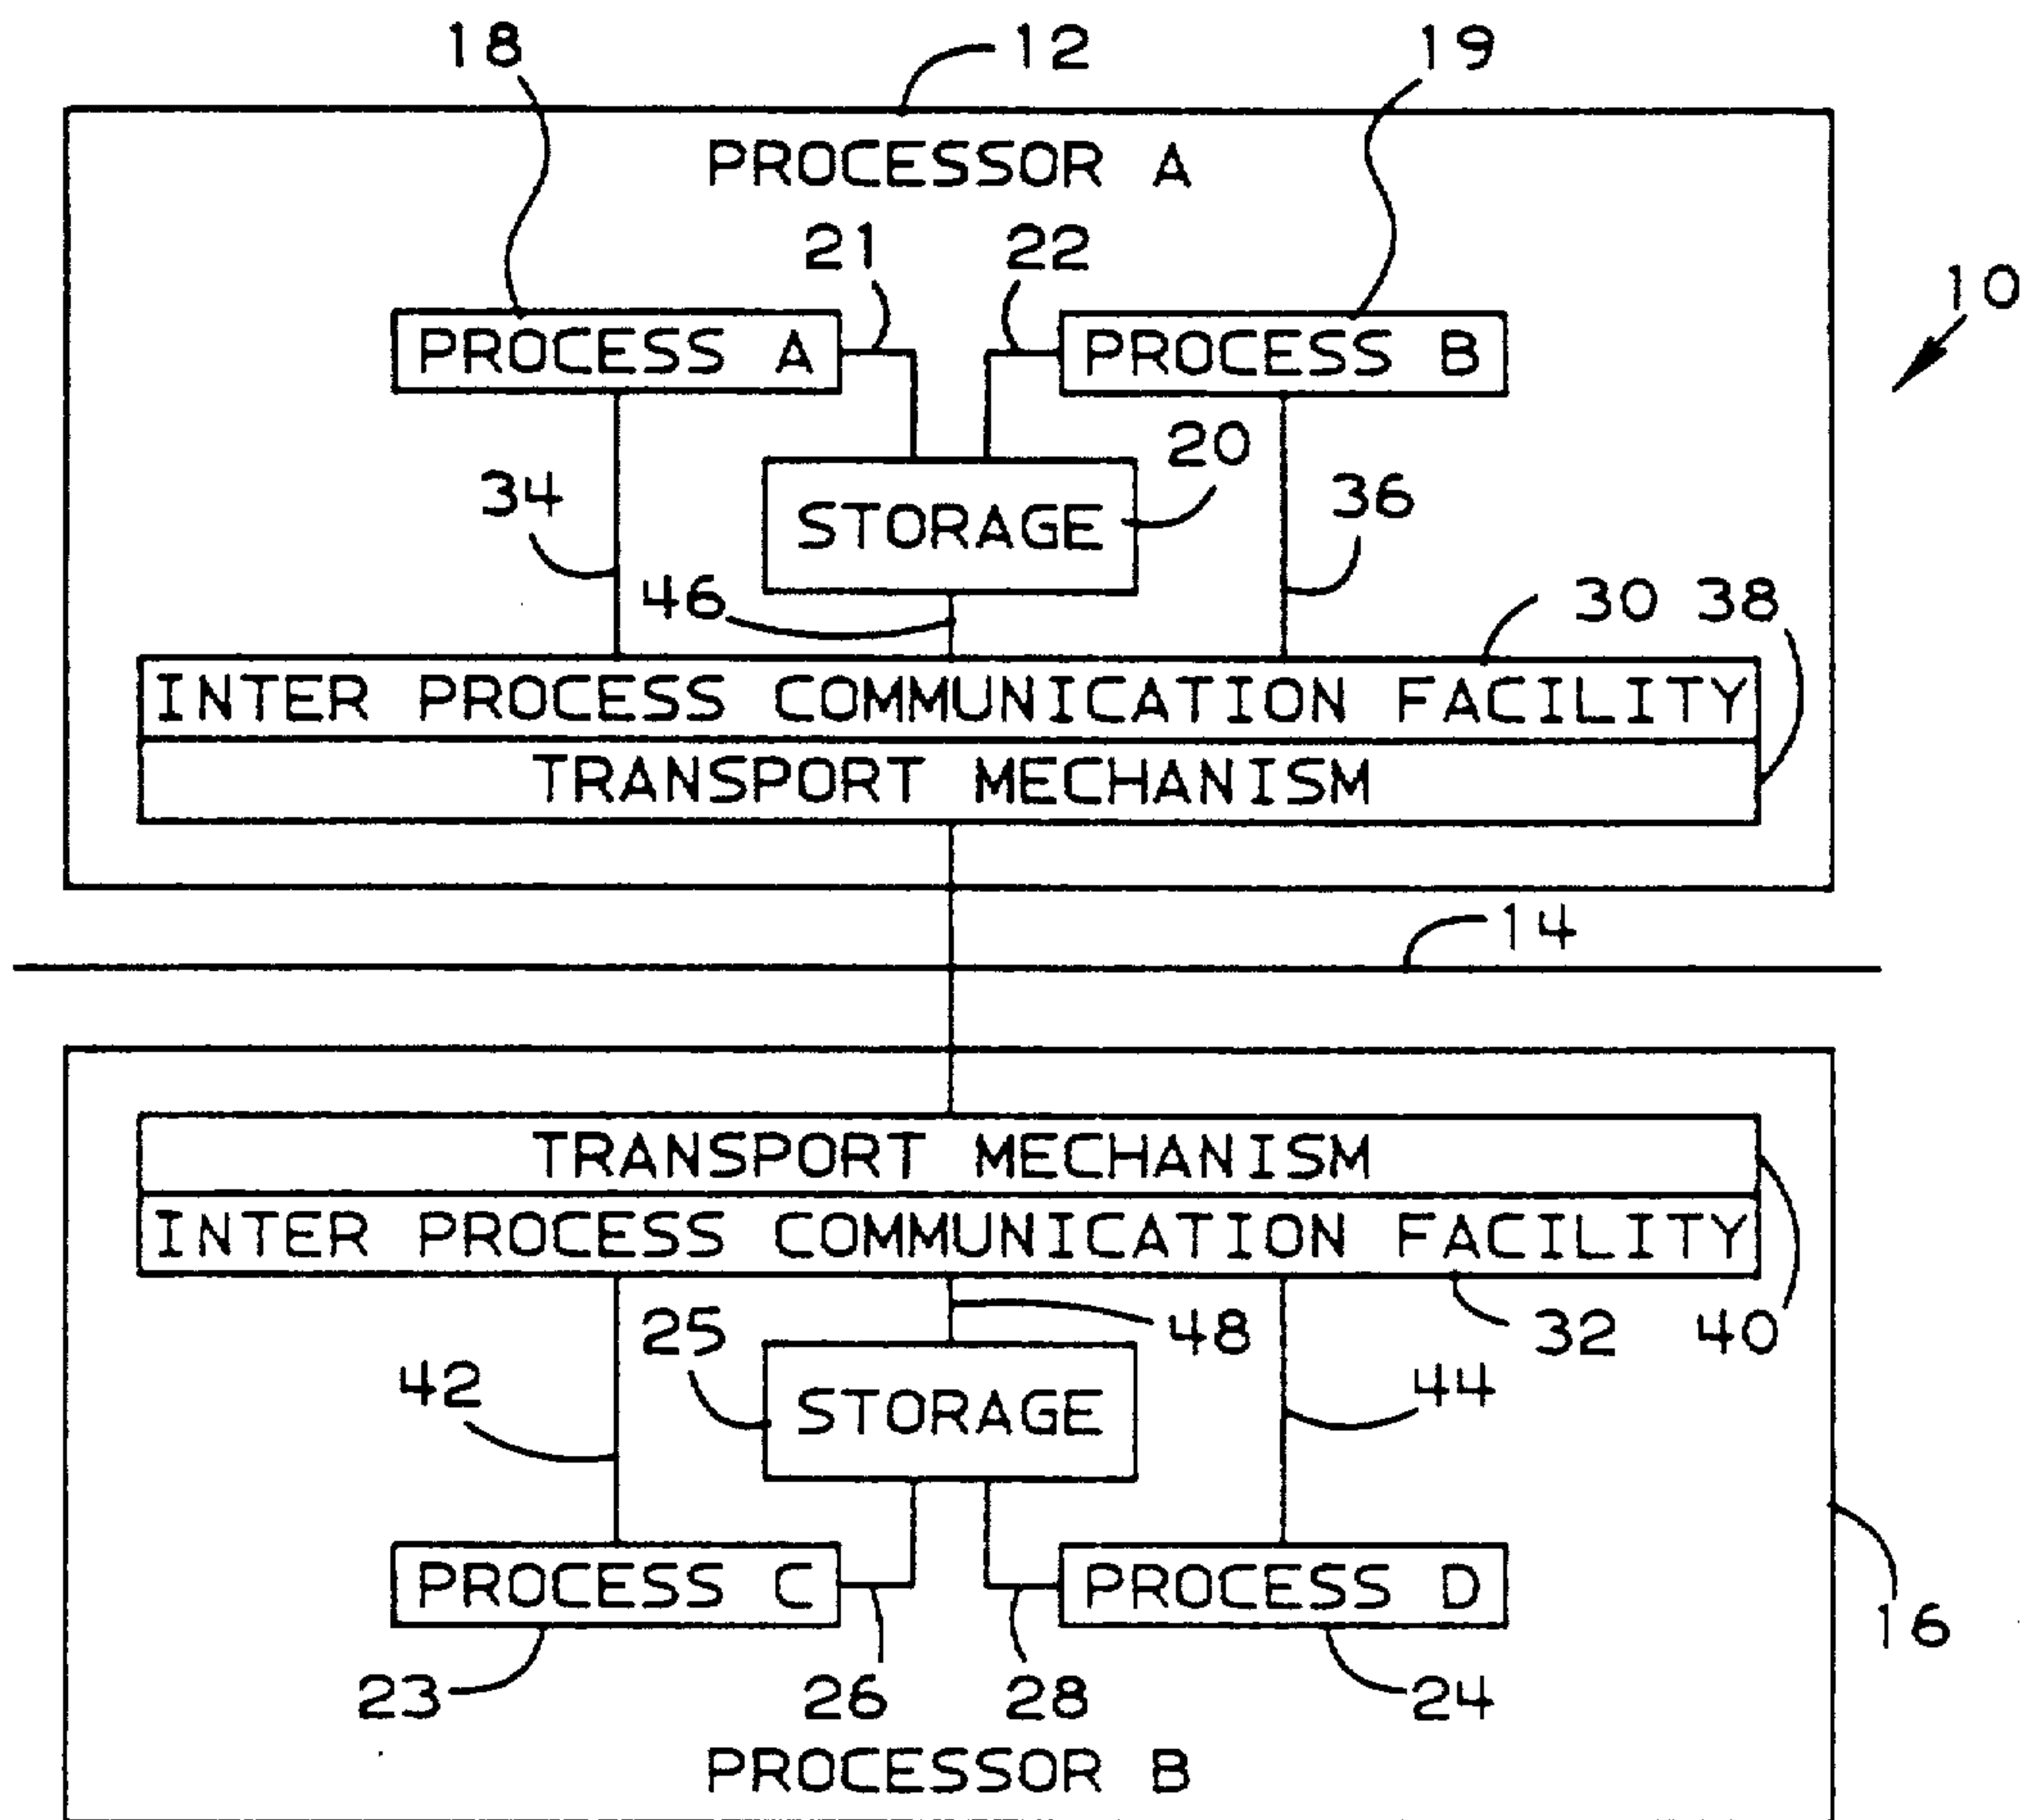 18 12 19
PROCESSOR A
21 22
10
PROCESS A PROCESS B
20
34 STORAGE 36
46 30 38
INTER PROCESS COMMUNICATION FACILITY
TRANSPORT MECHANISM
14
TRANSPORT MECHANISM
INTER PROCESS COMMUNICATION FACILITY
25 48 32 40
42 STORAGE 44
PROCESS C PROCESS D
16
23 26 28 24
PROCESSOR B